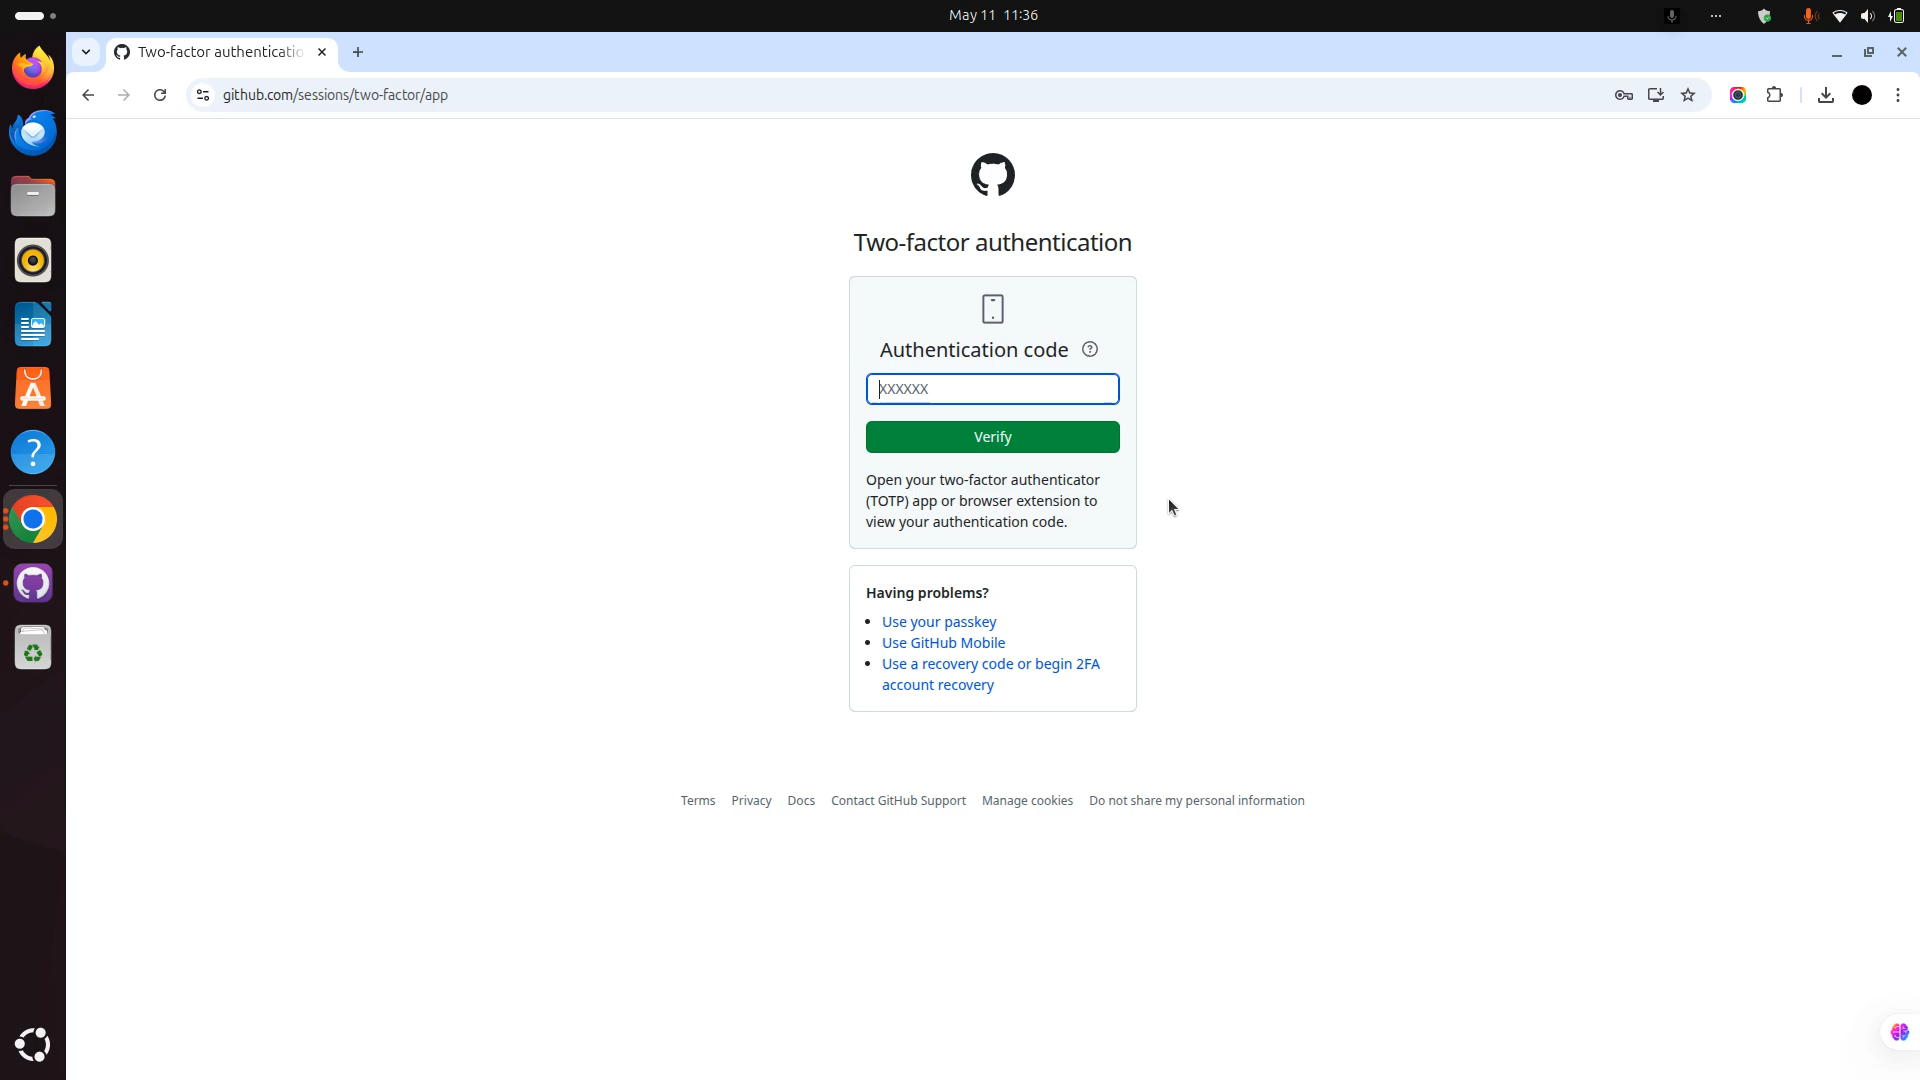 May 11 11:36
Two-factor authenticatio
github.com/sessions/two-factor/app
Two-factor authentication
Authentication code
XXXXXX
Verify
Open your two-factor authenticator
(TOTP) app or browser extension to
view your authentication code.
Having problems?
Use your passkey
Use GitHub Mobile
Use a recovery code or begin 2FA
account recovery
Terms Privacy Docs Contact GitHub Support Manage cookies Do not share my personal information